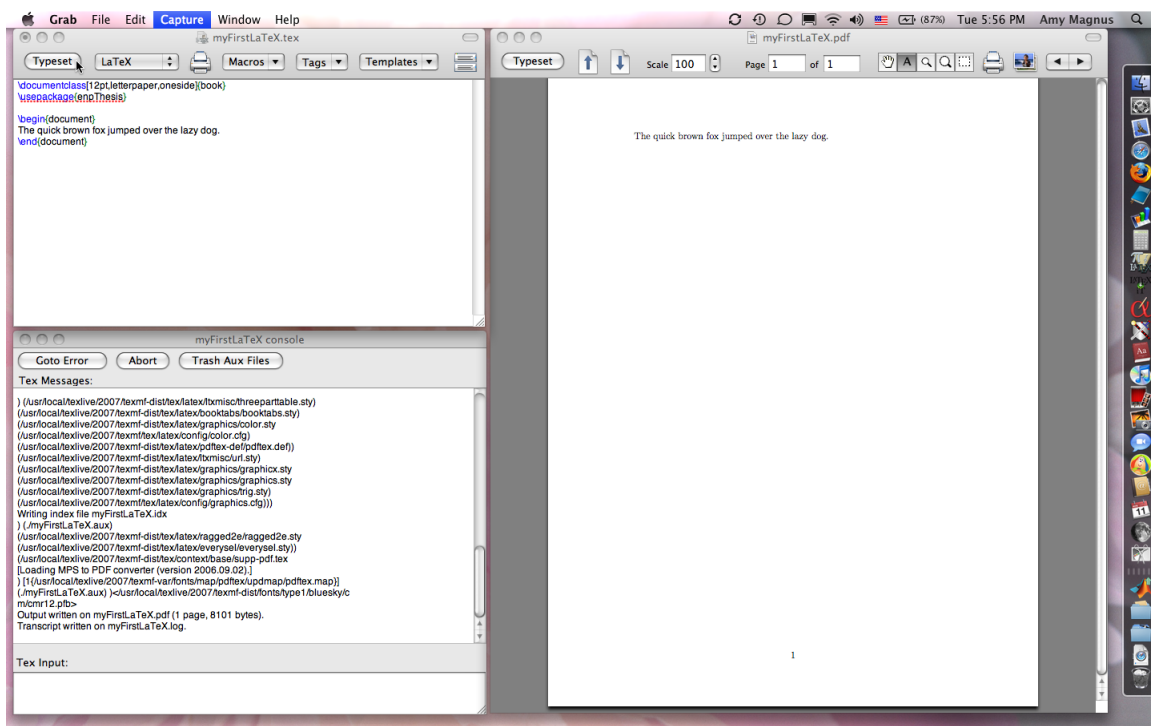 Grab File Edit Capture Window Help (87%) Tue 5:56 PM Amy Magnus
myFirstLaTeX.tex
Typeset LaTeX Macros Tags Templates
\documentclass[12pt,letterpaper,oneside]{book}
\usepackage{enpThesis}
\begin{document}
The quick brown fox jumped over the lazy dog.
\end{document}
myFirstLaTeX console
Goto Error Abort Trash Aux Files
Tex Messages:
) (/usr/local/texlive/2007/texmf-dist/tex/latex/ltxmisc/threeparttable.sty)
(/usr/local/texlive/2007/texmf-dist/tex/latex/booktabs/booktabs.sty)
(/usr/local/texlive/2007/texmf-dist/tex/latex/graphics/color.sty
(/usr/local/texlive/2007/texmf/tex/latex/config/color.cfg)
(/usr/local/texlive/2007/texmf-dist/tex/latex/pdftex-def/pdftex.def))
(/usr/local/texlive/2007/texmf-dist/tex/latex/ltxmisc/url.sty)
(/usr/local/texlive/2007/texmf-dist/tex/latex/graphics/graphicx.sty
(/usr/local/texlive/2007/texmf-dist/tex/latex/graphics/graphics.sty
(/usr/local/texlive/2007/texmf-dist/tex/latex/graphics/trig.sty)
(/usr/local/texlive/2007/texmf/tex/latex/config/graphics.cfg)))
Writing index file myFirstLaTeX.idx
) (./myFirstLaTeX.aux)
(/usr/local/texlive/2007/texmf-dist/tex/latex/ragged2e/ragged2e.sty
(/usr/local/texlive/2007/texmf-dist/tex/latex/everysel/everysel.sty))
(/usr/local/texlive/2007/texmf-dist/tex/context/base/supp-pdf.tex
[Loading MPS to PDF converter (version 2006.09.02).]
) [1{/usr/local/texlive/2007/texmf-var/fonts/map/pdftex/updmap/pdftex.map}]
(./myFirstLaTeX.aux) )</usr/local/texlive/2007/texmf-dist/fonts/type1/bluesky/c
m/cmr12.pfb>
Output written on myFirstLaTeX.pdf (1 page, 8101 bytes).
Transcript written on myFirstLaTeX.log.
Tex Input:
myFirstLaTeX.pdf
Typeset Scale 100 Page 1 of 1 A
The quick brown fox jumped over the lazy dog.
1
Aa
11